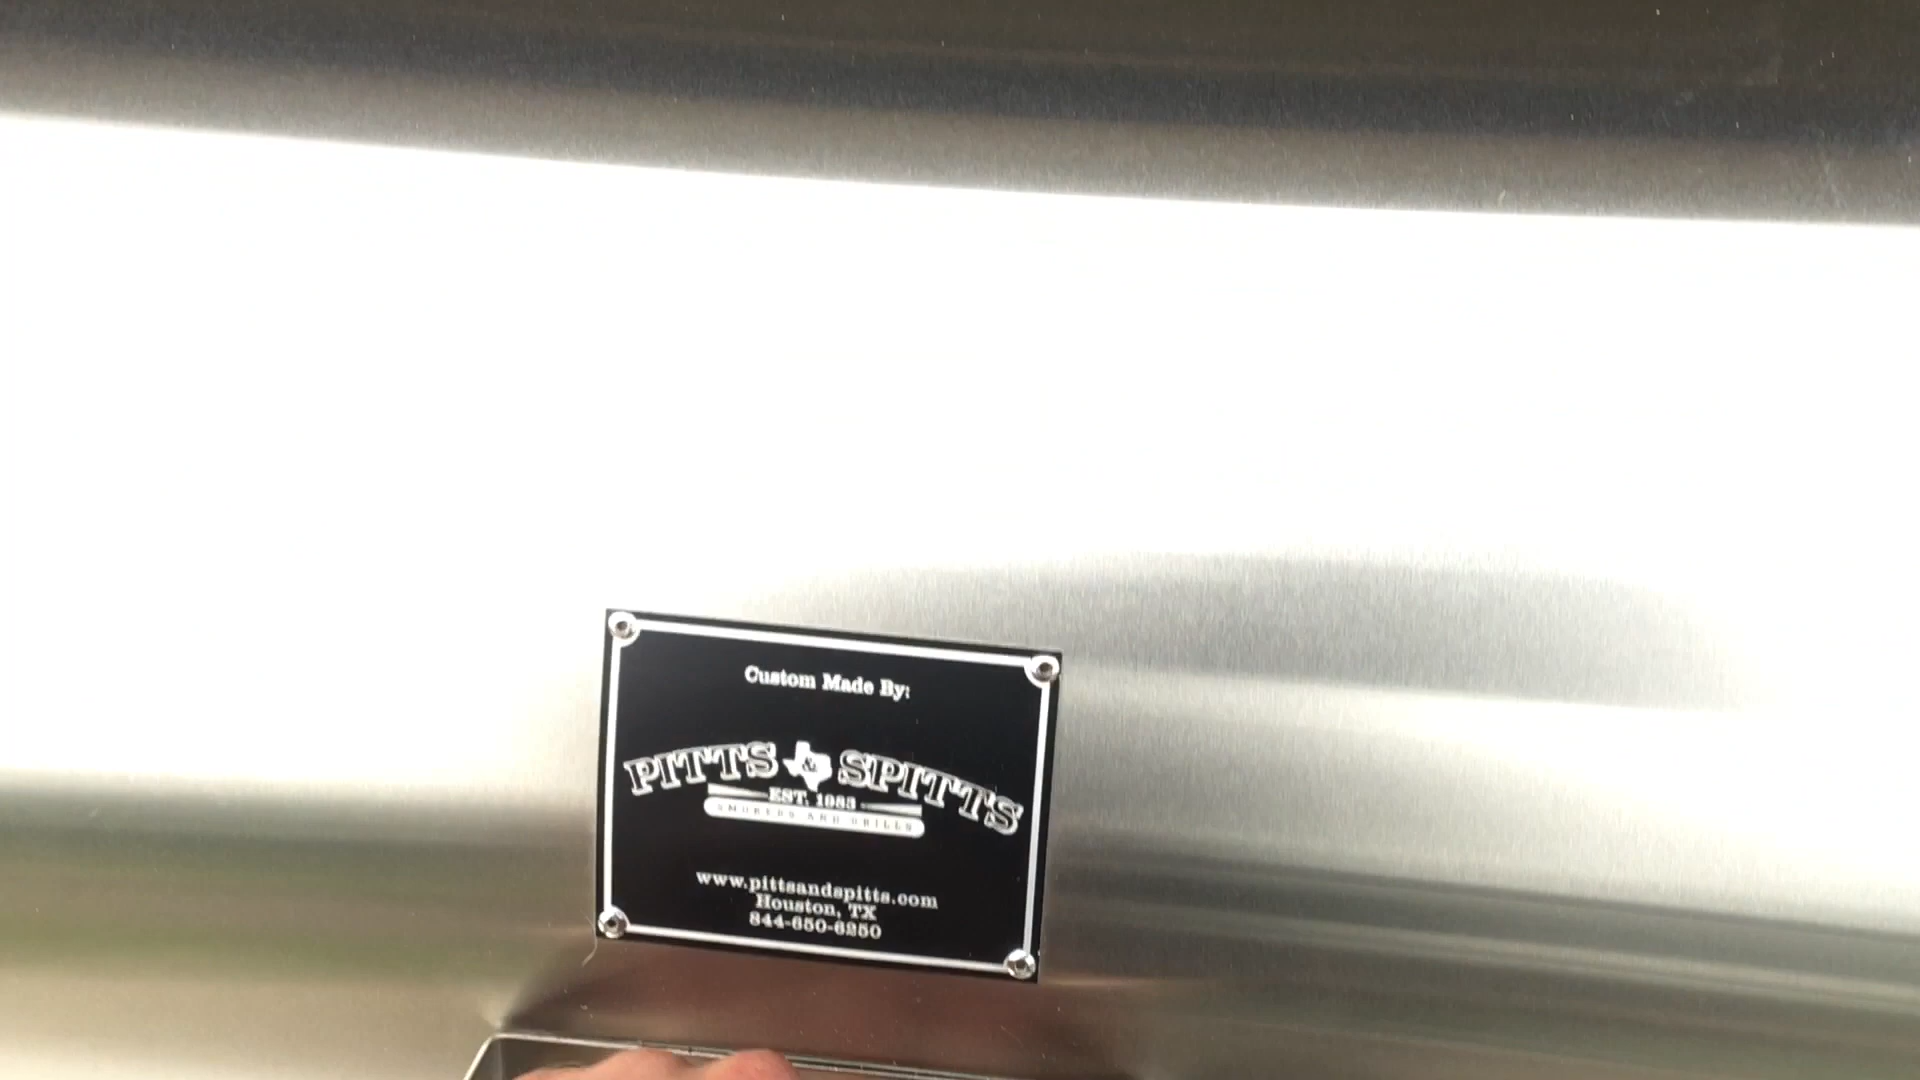 Custom Made By:
PITTS & SPITTS
EST. 1983
SMOKERS AND GRILLS
www.pittsandspitts.com
Houston, TX
844-650-6250